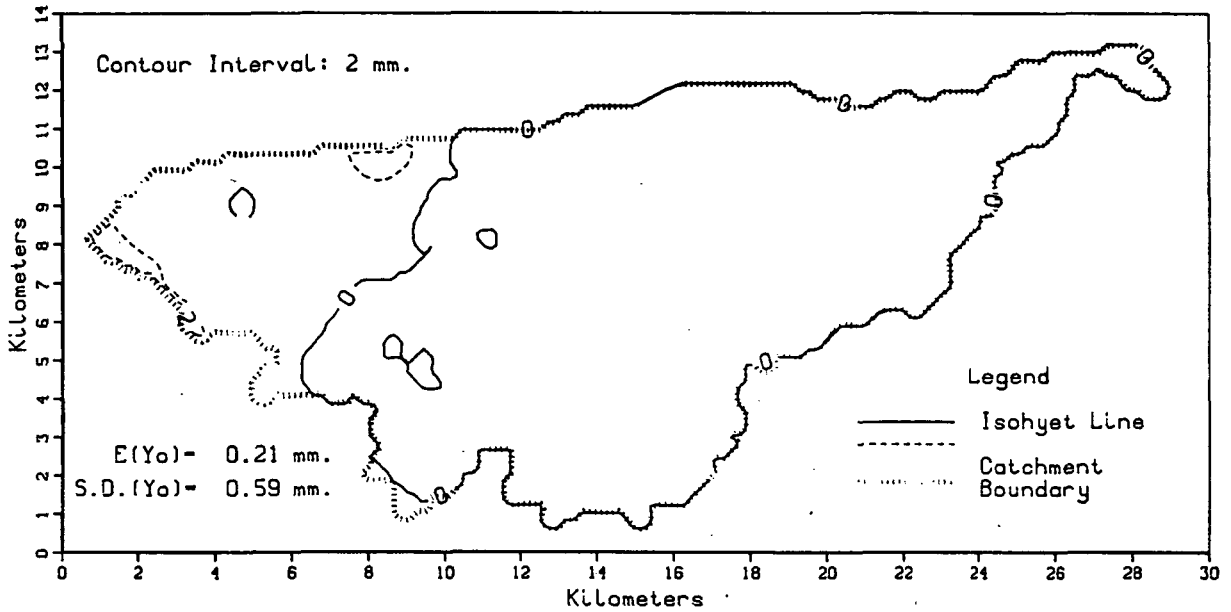 Contour Interval: 2 mm.
14
13
12
11
10
9
8
7
6
5
4
3
2
1
0
Kilometers
0
0
0
0
0
0
0
2
E(Yo)= 0.21 mm.
S.D.(Yo)= 0.59 mm.
Legend
Isohyet Line
Catchment
Boundary
0 2 4 6 8 10 12 14 16 18 20 22 24 26 28 30
Kilometers